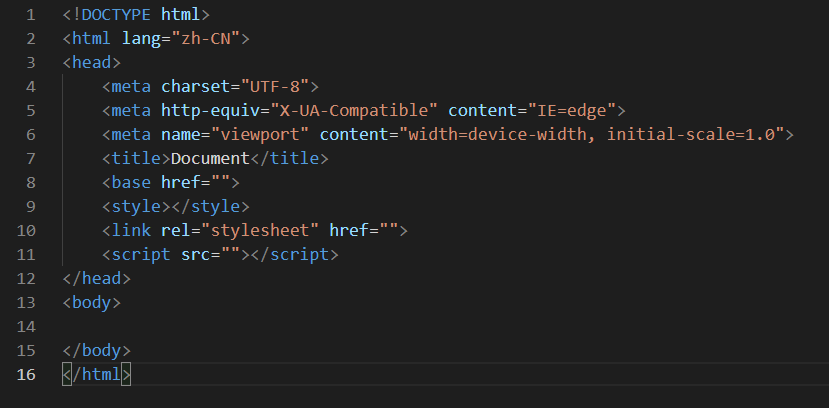 1 <!DOCTYPE html>
2 <html lang="zh-CN">
3 <head>
4     <meta charset="UTF-8">
5     <meta http-equiv="X-UA-Compatible" content="IE=edge">
6     <meta name="viewport" content="width=device-width, initial-scale=1.0">
7     <title>Document</title>
8     <base href="">
9     <style></style>
10     <link rel="stylesheet" href="">
11     <script src=""></script>
12 </head>
13 <body>
14
15 </body>
16 </html>